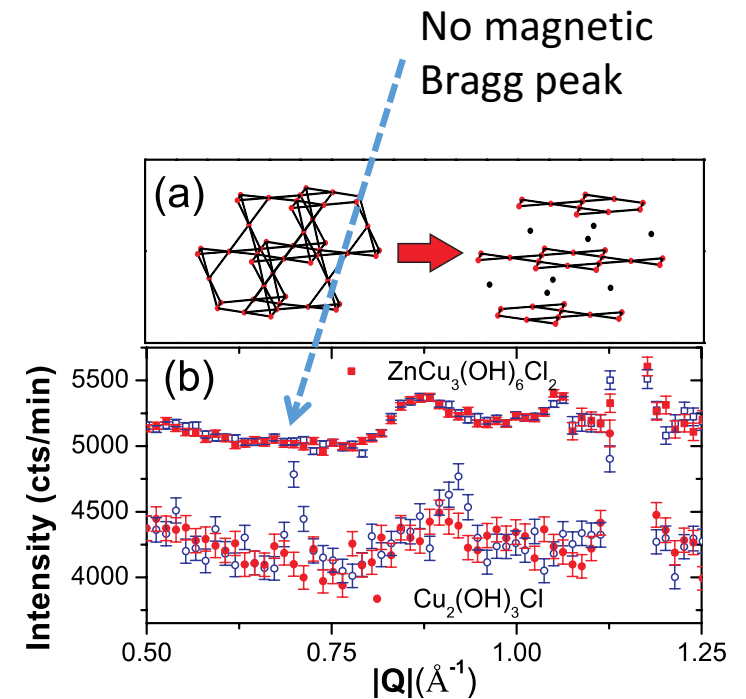 No magnetic
Bragg peak
(a)
(b)
ZnCu₃(OH)₆Cl₂
Cu₂(OH)₃Cl
5500
5000
4500
4000
Intensity (cts/min)
0.50 0.75 1.00 1.25
|Q|(Å⁻¹)